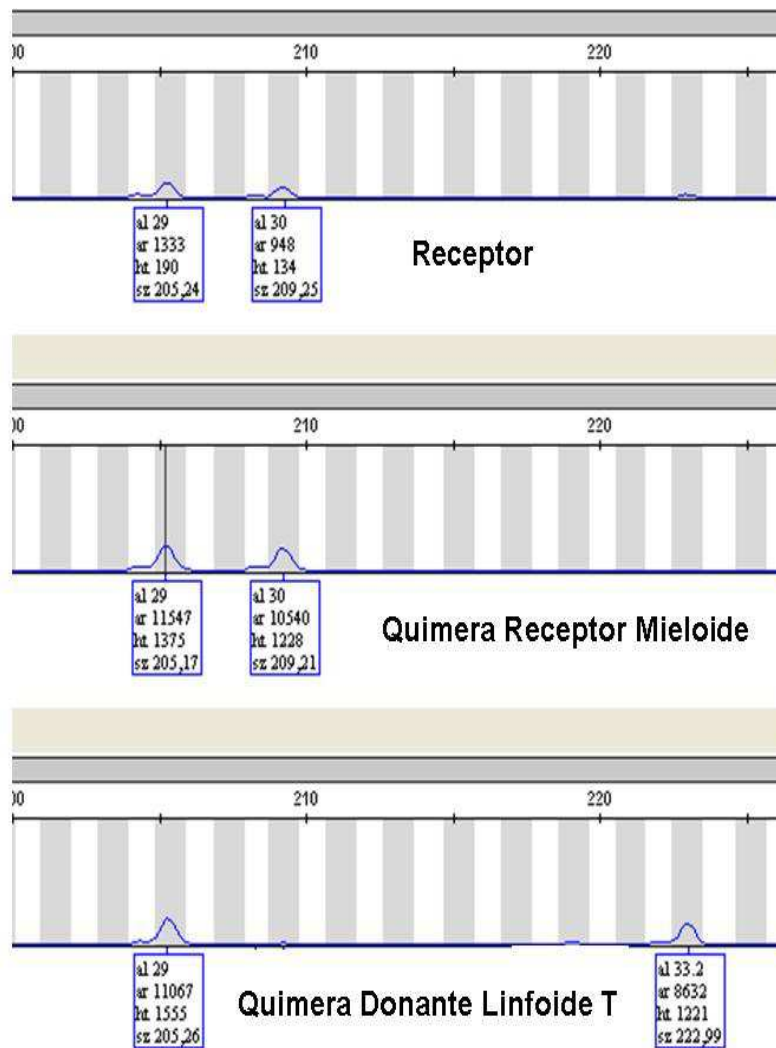 00 210 220
al 29 al 30
ar 1333 ar 948
ht 190 ht 134
sz 205,24 sz 209,25
Receptor
00 210 220
al 29 al 30
ar 11547 ar 10540
ht 1375 ht 1228
sz 205,17 sz 209,21
Quimera Receptor Mieloide
00 210 220
al 29 al 33.2
ar 11067 ar 8632
ht 1555 ht 1221
sz 205,26 sz 222,99
Quimera Donante Linfoide T